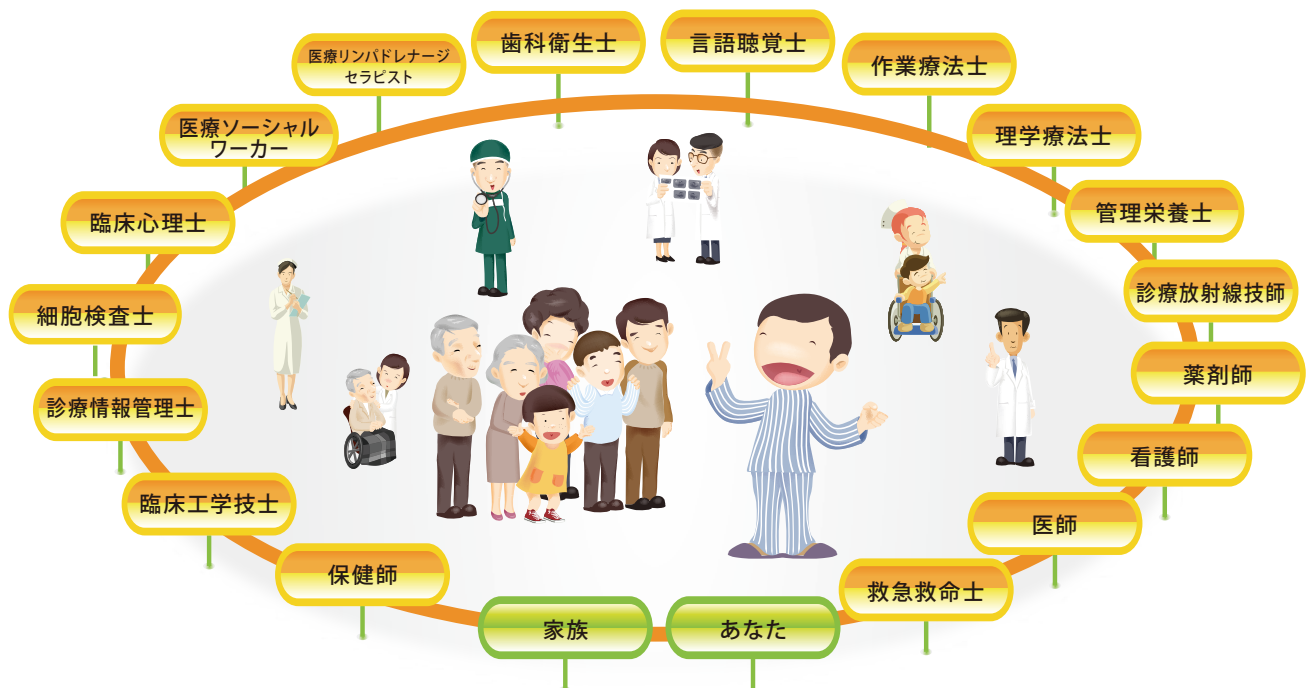 歯科衛生士
言語聴覚士
医療リンパドレナージ
セラピスト
作業療法士
医療ソーシャル
ワーカー
理学療法士
臨床心理士
管理栄養士
細胞検査士
診療放射線技師
薬剤師
診療情報管理士
看護師
臨床工学技士
医師
保健師
救急救命士
家族
あなた